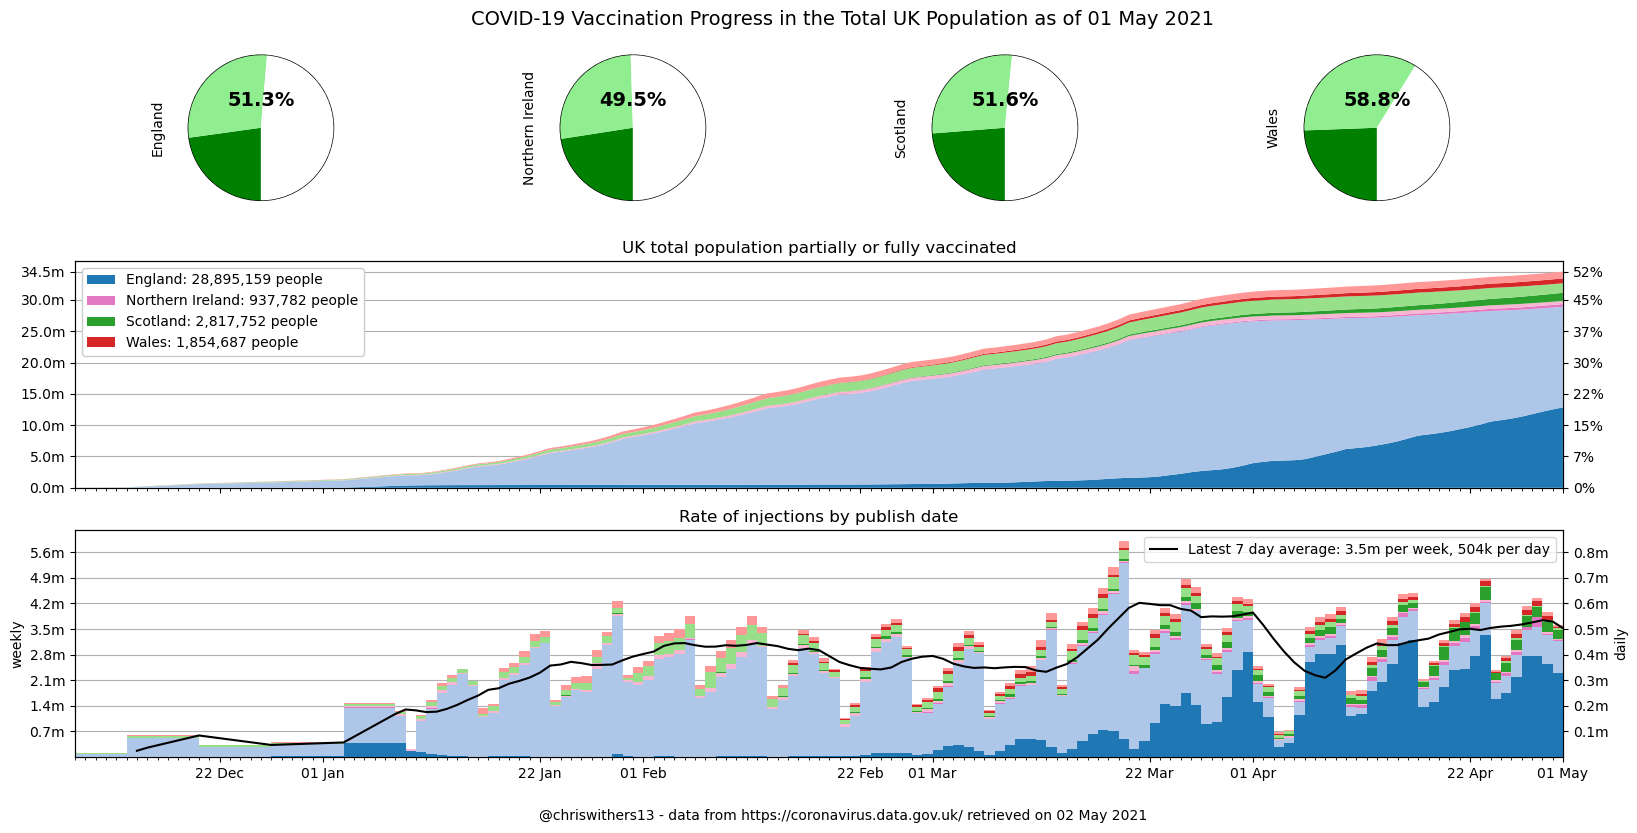 COVID-19 Vaccination Progress in the Total UK Population as of 01 May 2021
England
51.3%
Northern Ireland
49.5%
Scotland
51.6%
Wales
58.8%
UK total population partially or fully vaccinated
England: 28,895,159 people
Northern Ireland: 937,782 people
Scotland: 2,817,752 people
Wales: 1,854,687 people
34.5m
30.0m
25.0m
20.0m
15.0m
10.0m
5.0m
0.0m
52%
45%
37%
30%
22%
15%
7%
0%
Rate of injections by publish date
Latest 7 day average: 3.5m per week, 504k per day
weekly
5.6m
4.9m
4.2m
3.5m
2.8m
2.1m
1.4m
0.7m
0.8m
0.7m
0.6m
0.5m
0.4m
0.3m
0.2m
0.1m
daily
22 Dec
01 Jan
22 Jan
01 Feb
22 Feb
01 Mar
22 Mar
01 Apr
22 Apr
01 May
@chriswithers13 - data from https://coronavirus.data.gov.uk/ retrieved on 02 May 2021